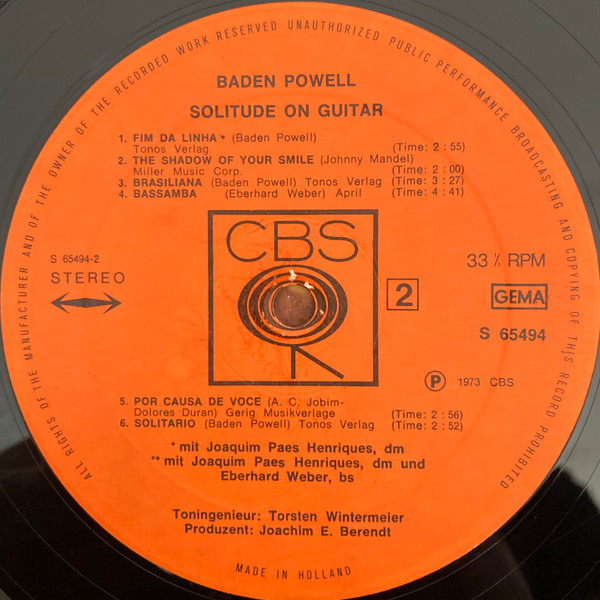 ALL RIGHTS OF THE MANUFACTURER AND OF THE OWNER OF THE RECORDED WORK RESERVED UNAUTHORIZED PUBLIC PERFORMANCE BROADCASTING AND COPYING OF THIS RECORD PROHIBITED
BADEN POWELL
SOLITUDE ON GUITAR
1. FIM DA LINHA* (Baden Powell)
Tonos Verlag (Time: 2 : 55)
2. THE SHADOW OF YOUR SMILE (Johnny Mandel)
Miller Music Corp. (Time: 2 : 00)
3. BRASILIANA (Baden Powell) Tonos Verlag (Time: 3 : 27)
4. BASSAMBA (Eberhard Weber) April (Time: 4 : 41)
CBS
S 65494-2
STEREO
2
33 ⅓ RPM
GEMA
S 65494
℗ 1973 CBS
5. POR CAUSA DE VOCE (A. C. Jobim-
Dolores Duran) Gerig Musikverlage (Time: 2 : 56)
6. SOLITARIO (Baden Powell) Tonos Verlag (Time: 2 : 52)
* mit Joaquim Paes Henriques, dm
** mit Joaquim Paes Henriques, dm und
Eberhard Weber, bs
Toningenieur: Torsten Wintermeier
Produzent: Joachim E. Berendt
MADE IN HOLLAND